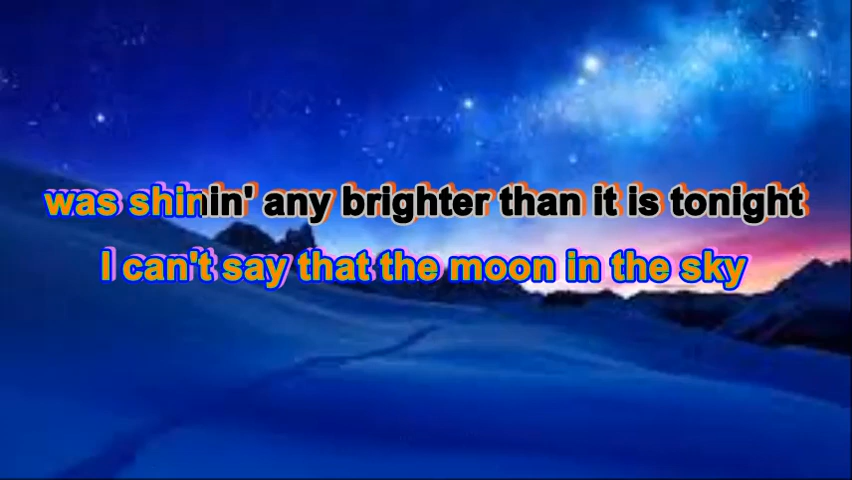 was shinin' any brighter than it is tonight
I can't say that the moon in the sky